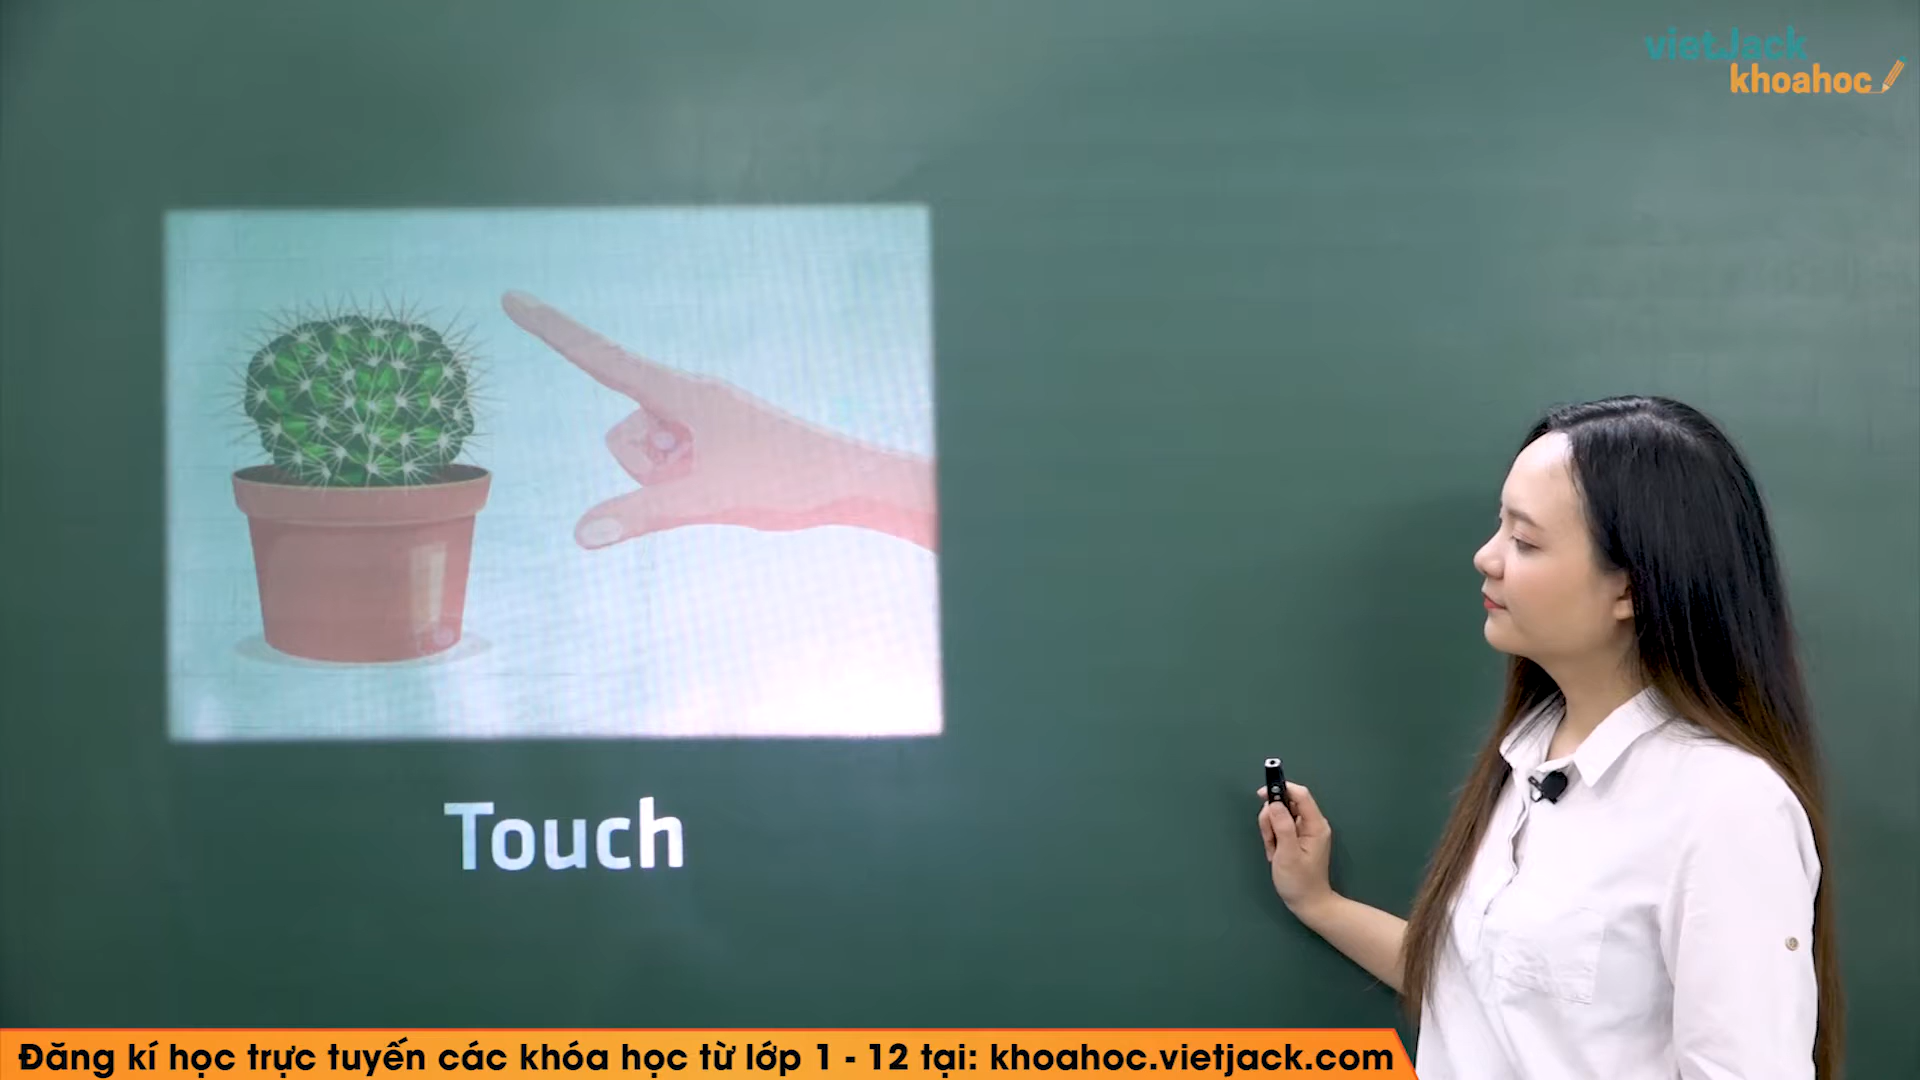 vietJack
khoahoc
Touch
Đăng kí học trực tuyến các khóa học từ lớp 1 - 12 tại: khoahoc.vietjack.com